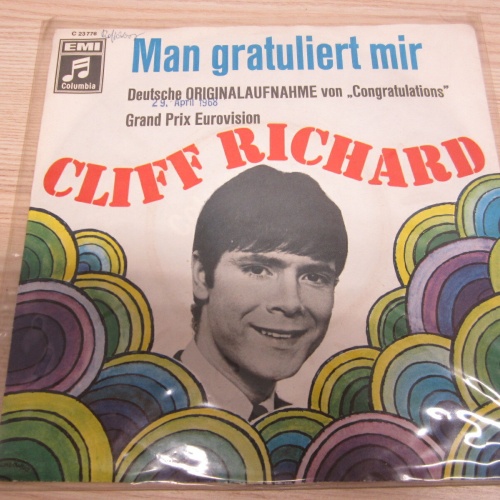 C 23 776
EMI
Columbia
Man gratuliert mir
Deutsche ORIGINALAUFNAHME von „Congratulations"
29. April 1968
Grand Prix Eurovision
CLIFF RICHARD